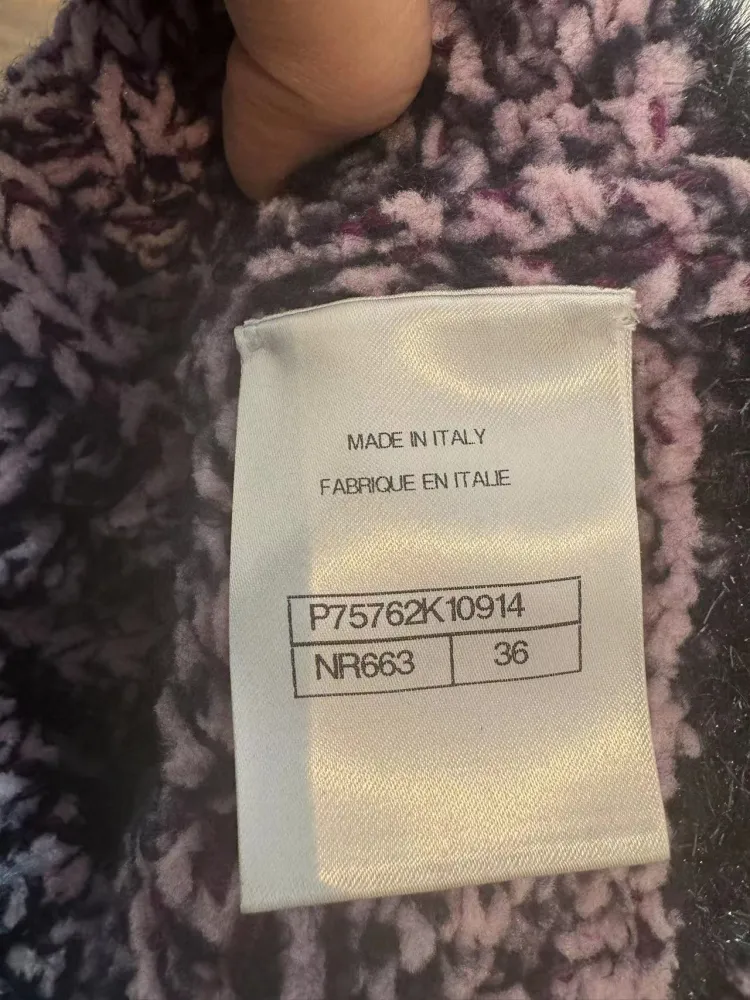 MADE IN ITALY
FABRIQUE EN ITALIE
P75762K10914
NR663 36